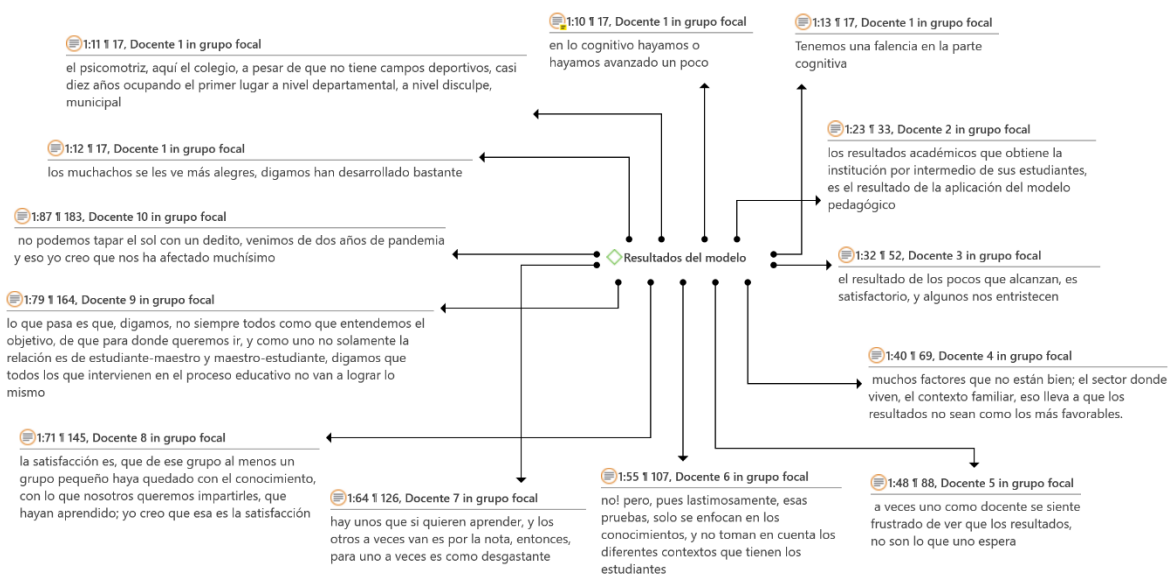 1:11 ¶ 17, Docente 1 in grupo focal
el psicomotriz, aquí el colegio, a pesar de que no tiene campos deportivos, casi
diez años ocupando el primer lugar a nivel departamental, a nivel disculpe,
municipal
1:10 ¶ 17, Docente 1 in grupo focal
en lo cognitivo hayamos o
hayamos avanzado un poco
1:13 ¶ 17, Docente 1 in grupo focal
Tenemos una falencia en la parte
cognitiva
1:12 ¶ 17, Docente 1 in grupo focal
los muchachos se les ve más alegres, digamos han desarrollado bastante
1:23 ¶ 33, Docente 2 in grupo focal
los resultados académicos que obtiene la
institución por intermedio de sus estudiantes,
es el resultado de la aplicación del modelo
pedagógico
1:87 ¶ 183, Docente 10 in grupo focal
no podemos tapar el sol con un dedito, venimos de dos años de pandemia
y eso yo creo que nos ha afectado muchísimo
Resultados del modelo
1:32 ¶ 52, Docente 3 in grupo focal
el resultado de los pocos que alcanzan, es
satisfactorio, y algunos nos entristecen
1:79 ¶ 164, Docente 9 in grupo focal
lo que pasa es que, digamos, no siempre todos como que entendemos el
objetivo, de que para donde queremos ir, y como uno no solamente la
relación es de estudiante-maestro y maestro-estudiante, digamos que
todos los que intervienen en el proceso educativo no van a lograr lo
mismo
1:40 ¶ 69, Docente 4 in grupo focal
muchos factores que no están bien; el sector donde
viven, el contexto familiar, eso lleva a que los
resultados no sean como los más favorables.
1:71 ¶ 145, Docente 8 in grupo focal
la satisfacción es, que de ese grupo al menos un
grupo pequeño haya quedado con el conocimiento,
con lo que nosotros queremos impartirles, que
hayan aprendido; yo creo que esa es la satisfacción
1:64 ¶ 126, Docente 7 in grupo focal
hay unos que si quieren aprender, y los
otros a veces van es por la nota, entonces,
para uno a veces es como desgastante
1:55 ¶ 107, Docente 6 in grupo focal
no! pero, pues lastimosamente, esas
pruebas, solo se enfocan en los
conocimientos, y no toman en cuenta los
diferentes contextos que tienen los
estudiantes
1:48 ¶ 88, Docente 5 in grupo focal
a veces uno como docente se siente
frustrado de ver que los resultados,
no son lo que uno espera